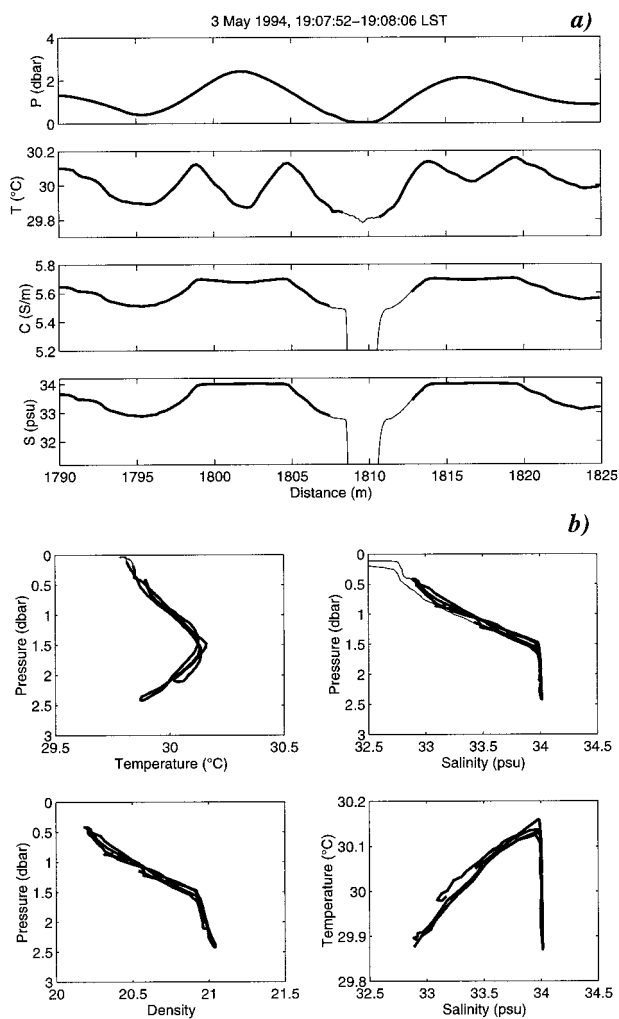 3 May 1994, 19:07:52–19:08:06 LST
a)
P (dbar)
4
2
0
T (°C)
30.2
30
29.8
C (S/m)
5.8
5.6
5.4
5.2
S (psu)
34
33
32
1790 1795 1800 1805 1810 1815 1820 1825
Distance (m)
b)
Pressure (dbar)
0
0.5
1
1.5
2
2.5
3
29.5 30 30.5
Temperature (°C)
Pressure (dbar)
0
0.5
1
1.5
2
2.5
3
32.5 33 33.5 34 34.5
Salinity (psu)
Pressure (dbar)
0
0.5
1
1.5
2
2.5
3
20 20.5 21 21.5
Density
Temperature (°C)
30.2
30.1
30
29.9
29.8
32.5 33 33.5 34 34.5
Salinity (psu)